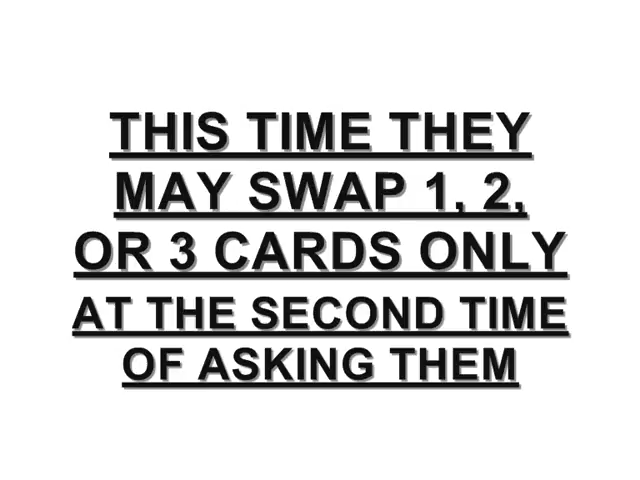 THIS TIME THEY
MAY SWAP 1, 2,
OR 3 CARDS ONLY
AT THE SECOND TIME
OF ASKING THEM